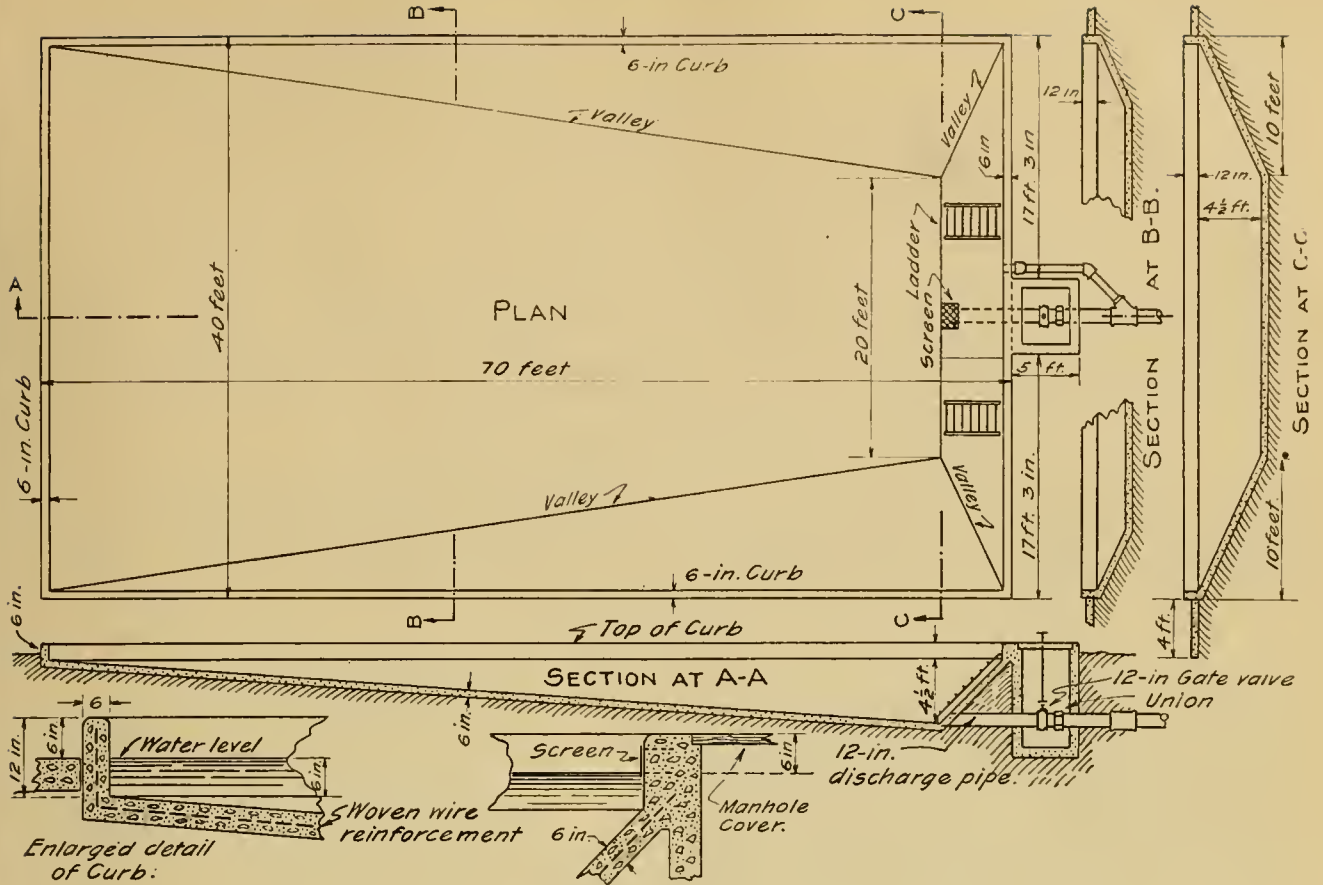 B
C
6-in Curb
Valley
Valley
12 in
6 in
17 ft. 3 in
10 feet
12 in.
4½ ft.
SECTION AT B-B.
SECTION AT C-C.
A
40 feet
PLAN
70 feet
20 feet
Ladder
Screen
5 ft.
6-in. Curb
Valley
Valley
17 ft. 3 in.
10 feet.
6-in. Curb
B
C
4 ft.
6 in.
Top of Curb
SECTION AT A-A
4½ ft
12-in Gate valve
Union
6 in.
12-in.
discharge pipe.
6
12 in.
6 in.
Water level
6 in.
Woven wire
reinforcement
Enlarged detail
of Curb:
Screen
6 in.
6 in.
Manhole
Cover.